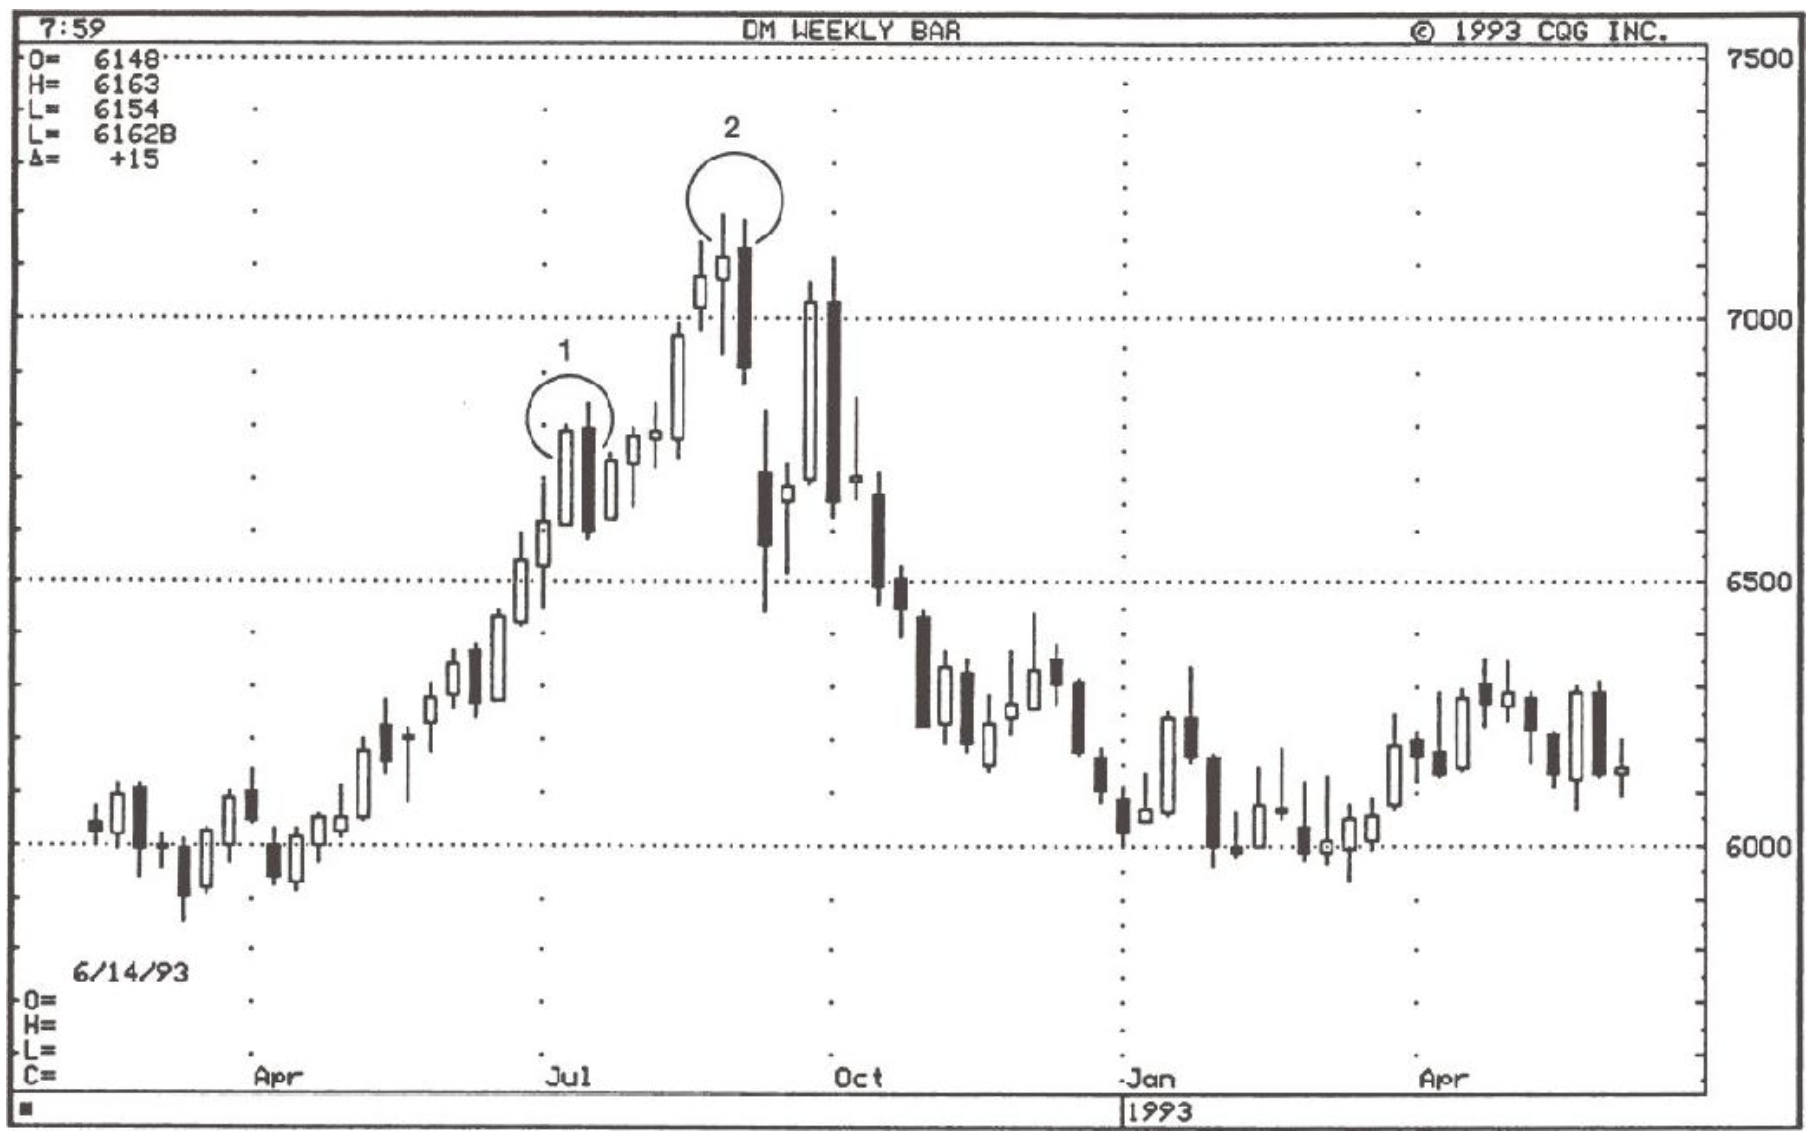 7:59 DM WEEKLY BAR © 1993 CQG INC.
O= 6148
H= 6163
L= 6154
L= 6162B
Δ= +15
7500
2
7000
1
6500
6000
6/14/93
O=
H=
L=
C=
Apr Jul Oct Jan Apr
1993